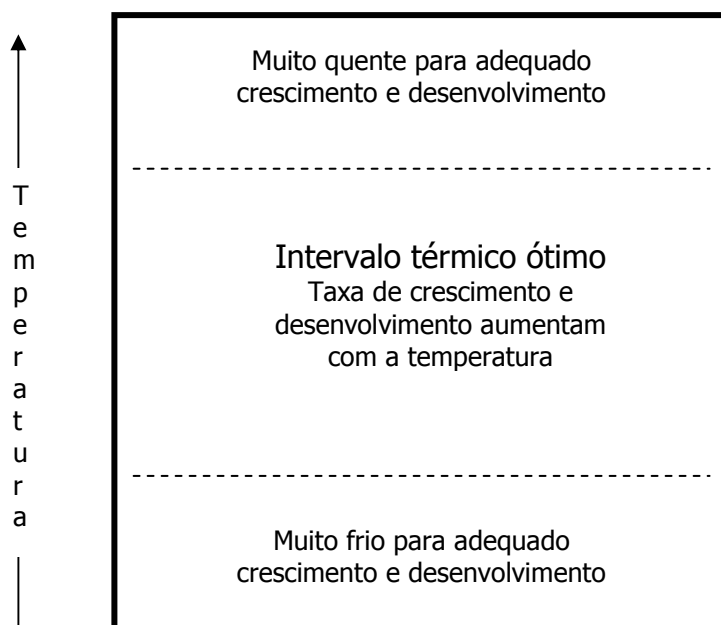 Temperatura
Muito quente para adequado
crescimento e desenvolvimento
Intervalo térmico ótimo
Taxa de crescimento e
desenvolvimento aumentam
com a temperatura
Muito frio para adequado
crescimento e desenvolvimento